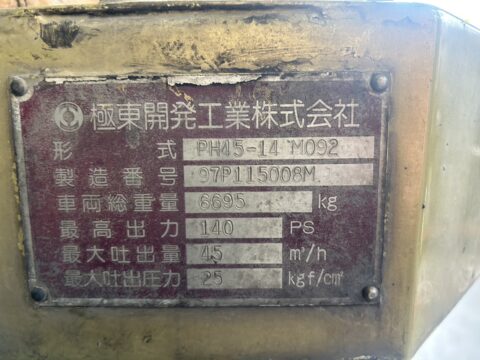 極東開発工業株式会社
形式 PH45-14 M092
製造番号 97P115008M
車両総重量 6695 kg
最高出力 140 PS
最大吐出量 45 m³/h
最大吐出圧力 25 kgf/cm²